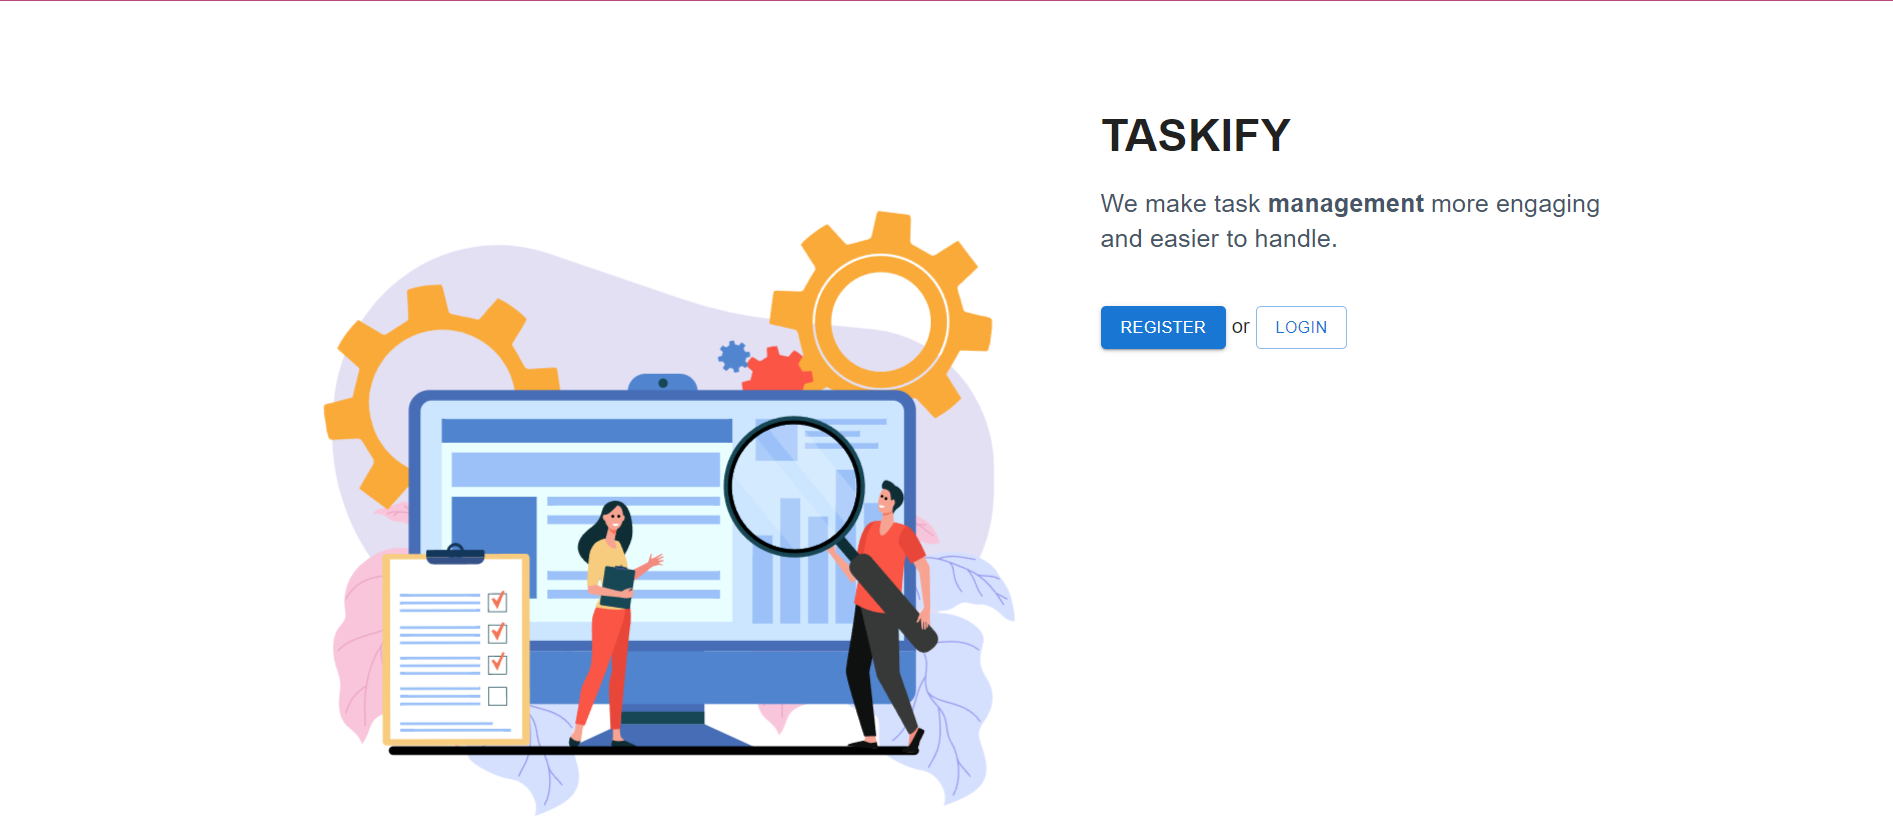 TASKIFY
We make task management more engaging
and easier to handle.
REGISTER or LOGIN